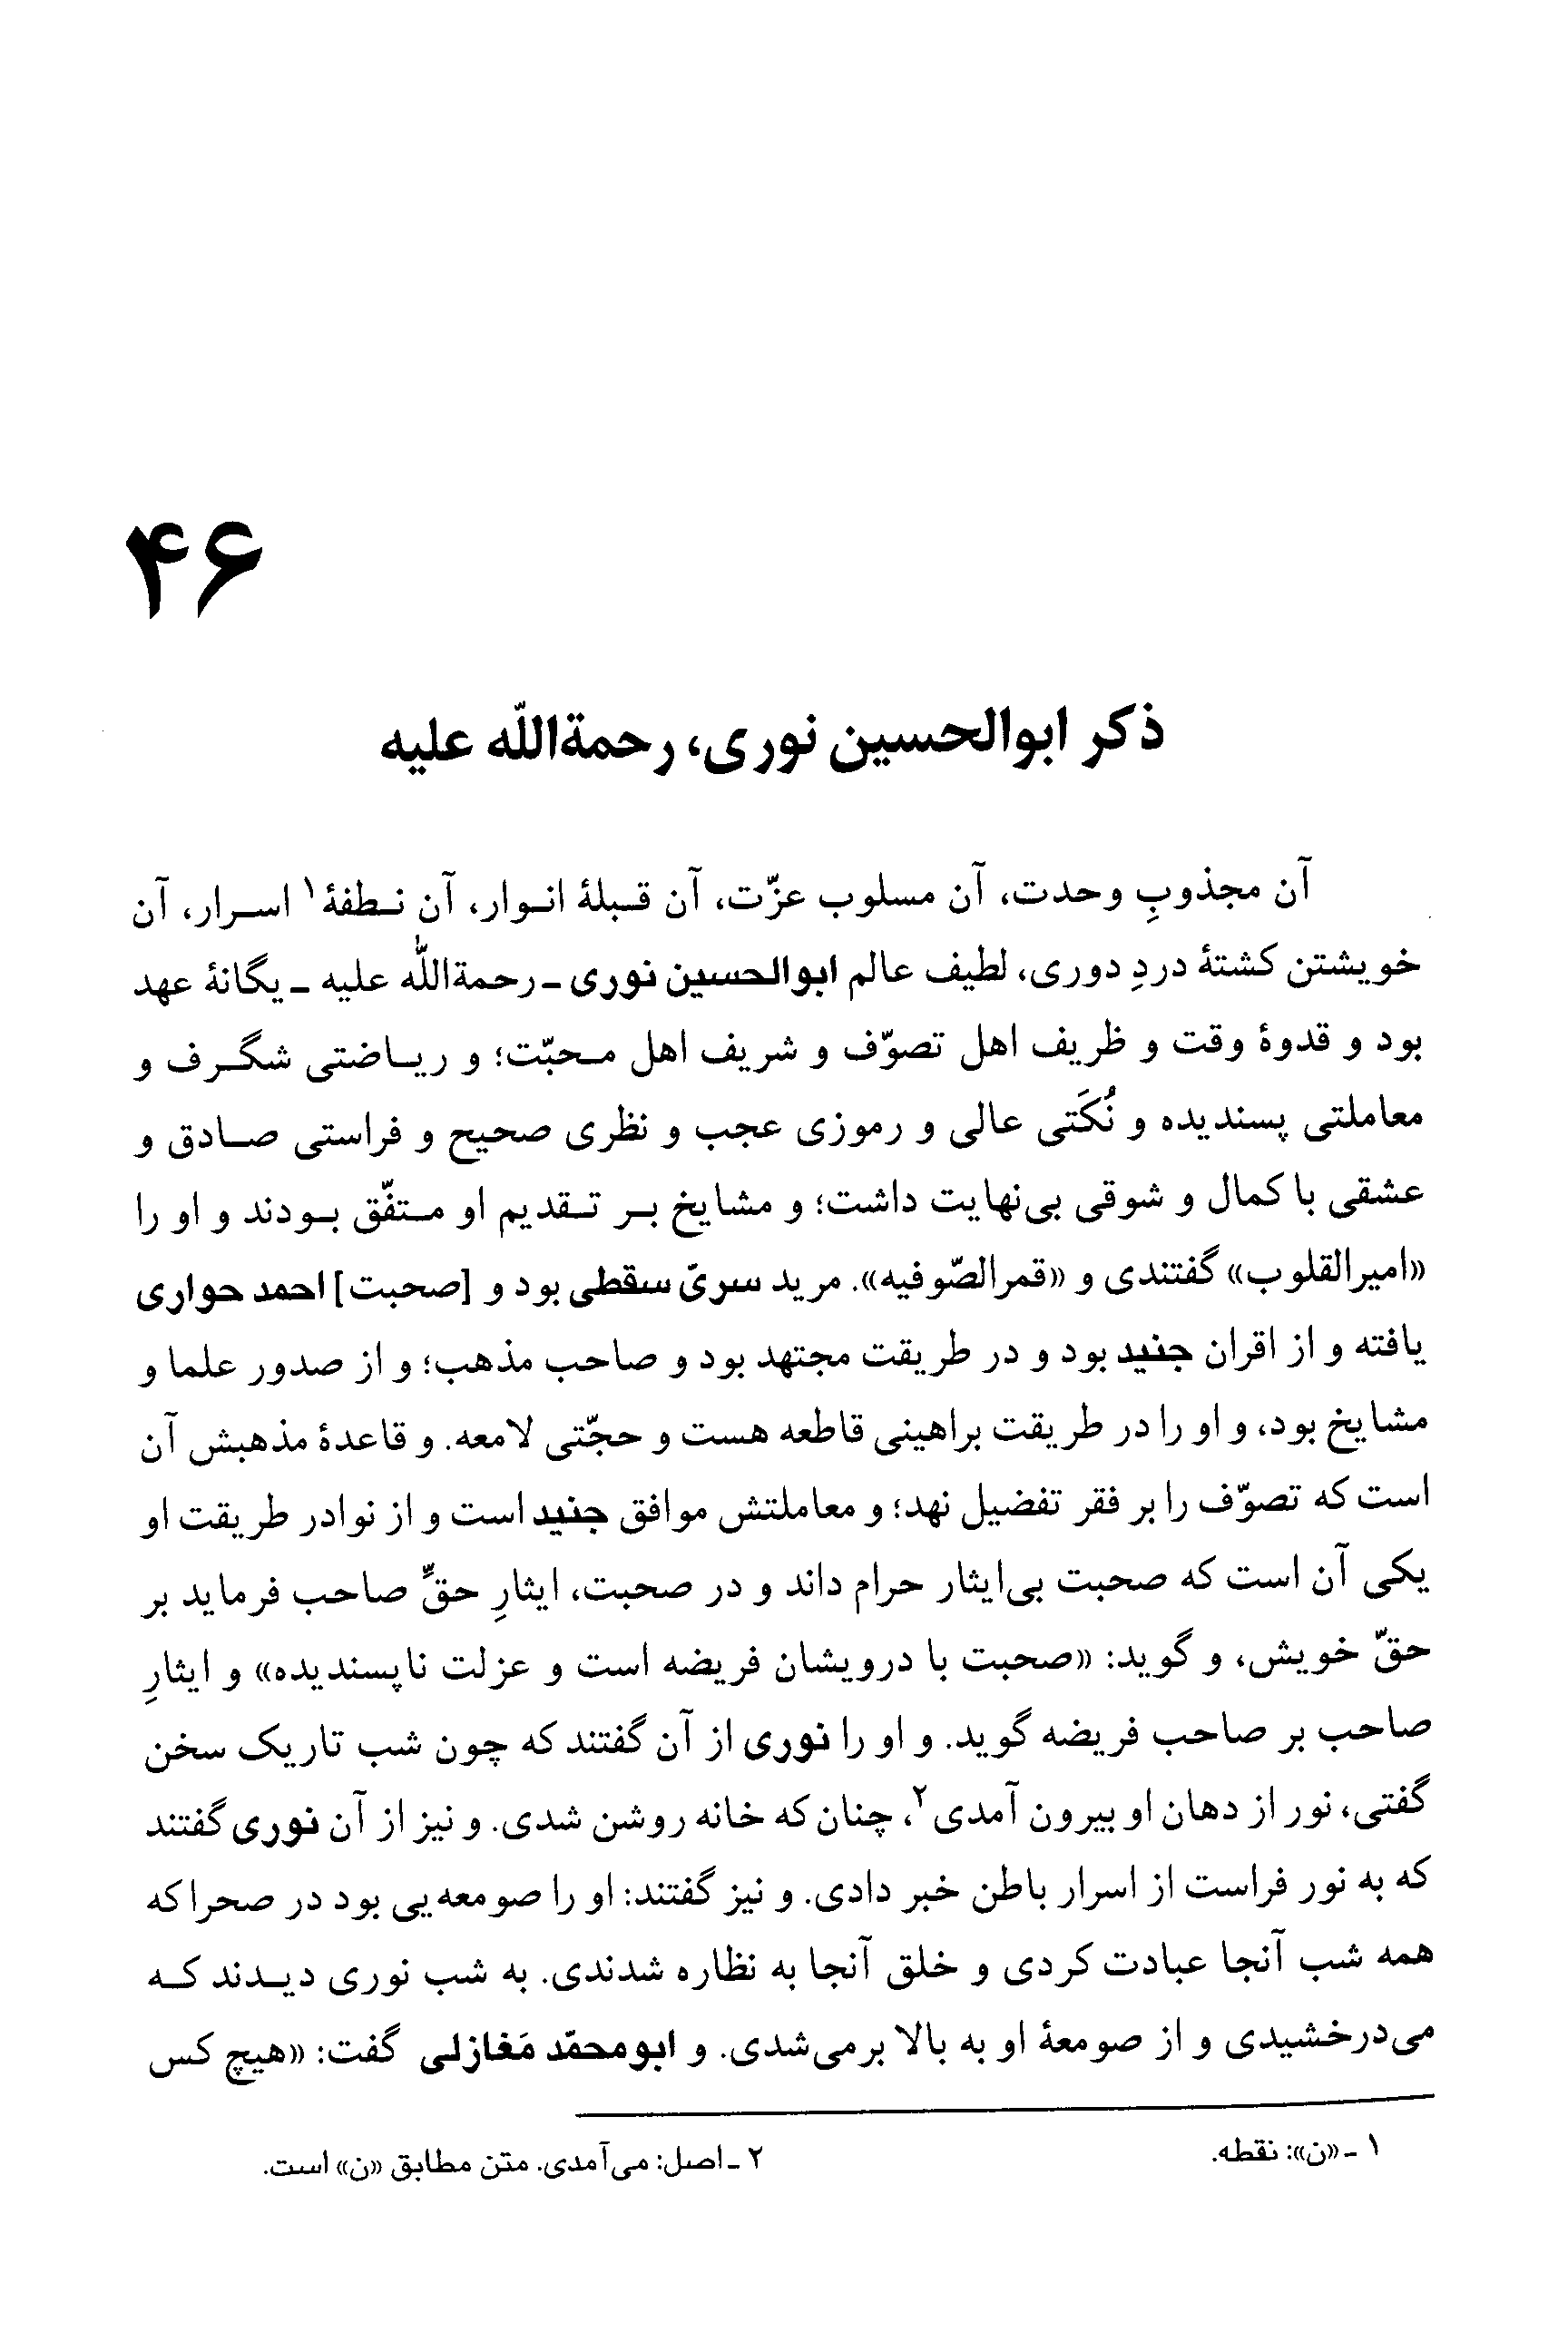 ۴۶
ذکر ابوالحسین نوری، رحمةالله علیه
آن مجذوبِ وحدت، آن مسلوب عزّت، آن قبلۀ انوار، آن نطفۀ۱ اسرار، آن
خویشتن کشتۀ دردِ دوری، لطیف عالم ابوالحسین نوری ـ رحمةاللّه علیه ـ یگانۀ عهد
بود و قدوۀ وقت و ظریف اهل تصوّف و شریف اهل محبّت؛ و ریاضتی شگرف و
معاملتی پسندیده و نُکَتی عالی و رموزی عجب و نظری صحیح و فراستی صادق و
عشقی با کمال و شوقی بی‌نهایت داشت؛ و مشایخ بر تقدیم او متفّق بودند و او را
«امیرالقلوب» گفتندی و «قمرالصّوفیه». مرید سریّ سقطی بود و [صحبت] احمد حواری
یافته و از اقران جنید بود و در طریقت مجتهد بود و صاحب مذهب؛ و از صدور علما و
مشایخ بود، و او را در طریقت براهینی قاطعه هست و حجّتی لامعه. و قاعدۀ مذهبش آن
است که تصوّف را بر فقر تفضیل نهد؛ و معاملتش موافق جنید است و از نوادر طریقت او
یکی آن است که صحبت بی‌ایثار حرام داند و در صحبت، ایثارِ حقِّ صاحب فرماید بر
حقّ خویش، و گوید: «صحبت با درویشان فریضه است و عزلت ناپسندیده» و ایثارِ
صاحب بر صاحب فریضه گوید. و او را نوری از آن گفتند که چون شب تاریک سخن
گفتی، نور از دهان او بیرون آمدی۲، چنان‌که خانه روشن شدی. و نیز از آن نوری گفتند
که به نور فراست از اسرار باطن خبر دادی. و نیز گفتند: او را صومعه‌یی بود در صحرا که
همه شب آنجا عبادت کردی و خلق آنجا به نظاره شدندی. به شب نوری دیدند که
می‌درخشیدی و از صومعۀ او به بالا برمی‌شدی. و ابومحمّد مَغازلی گفت: «هیچ کس
۱ ـ «ن»: نقطه.
۲ ـ اصل: می‌آمدی. متن مطابق «ن» است.